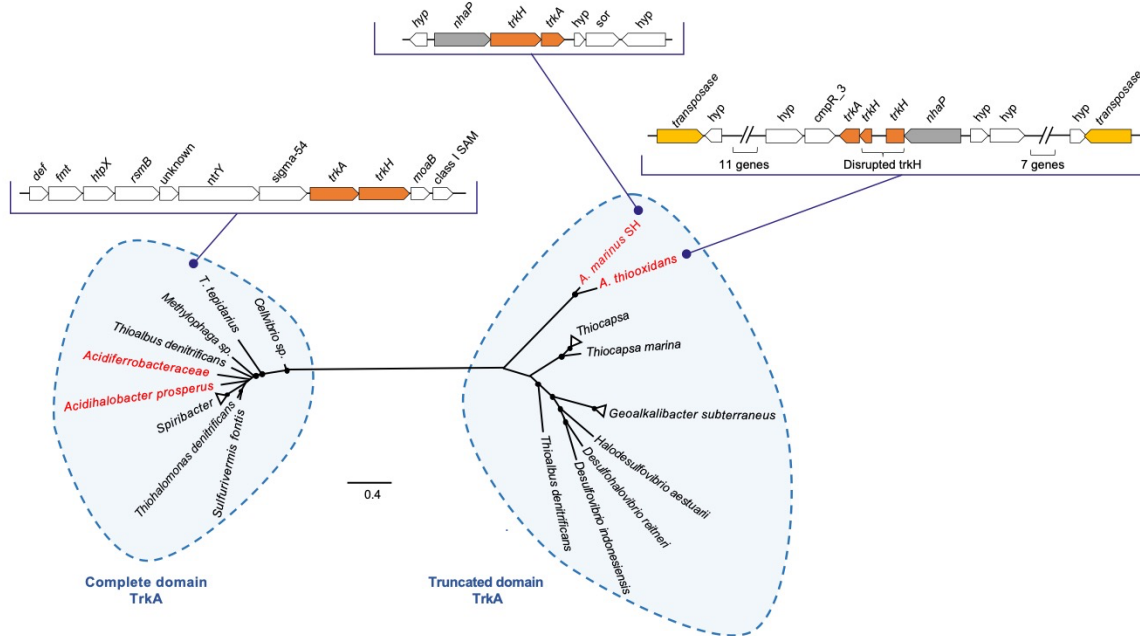 hyp
nhaP
trkH
trkA
hyp
sor
hyp
transposase
hyp
hyp
cmpR_3
trkA
trkH
trkH
nhaP
hyp
hyp
hyp
transposase
11 genes
Disrupted trkH
7 genes
def
fmt
htpX
rsmB
unknown
ntrY
sigma-54
trkA
trkH
moaB
class I SAM
A. marinus SH
A. thiooxidans
Thiocapsa
Thiocapsa marina
Geoalkalibacter subterraneus
Halodesulfovibrio aestuarii
Desulfohalovibrio reitneri
Desulfovibrio indonesiensis
Thioalbus denitrificans
Cellvibrio sp.
T. tepidarius
Methylophaga sp.
Thioalbus denitrificans
Acidiferrobacteraceae
Acidihalobacter prosperus
Spiribacter
Thiohalomonas denitrificans
Sulfurivermis fontis
0.4
Complete domain
TrkA
Truncated domain
TrkA